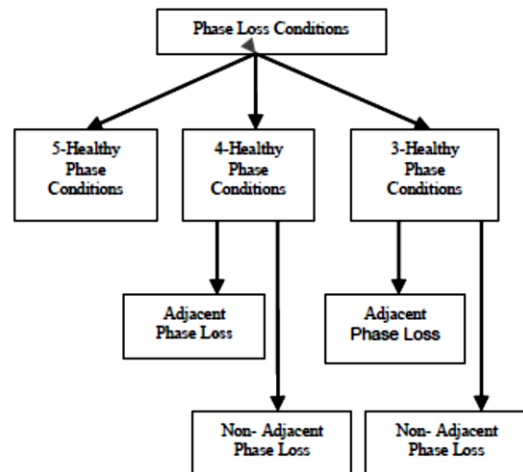 Phase Loss Conditions
5-Healthy
Phase
Conditions
4-Healthy
Phase
Conditions
3-Healthy
Phase
Conditions
Adjacent
Phase Loss
Adjacent
Phase Loss
Non- Adjacent
Phase Loss
Non- Adjacent
Phase Loss